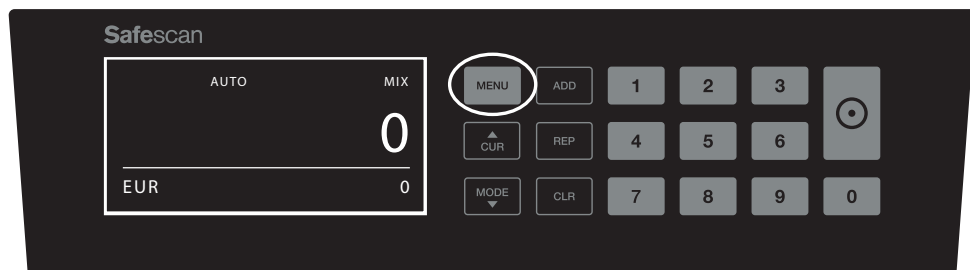 Safescan
AUTO MIX
0
EUR 0
MENU ADD 1 2 3
CUR REP 4 5 6
MODE CLR 7 8 9 0